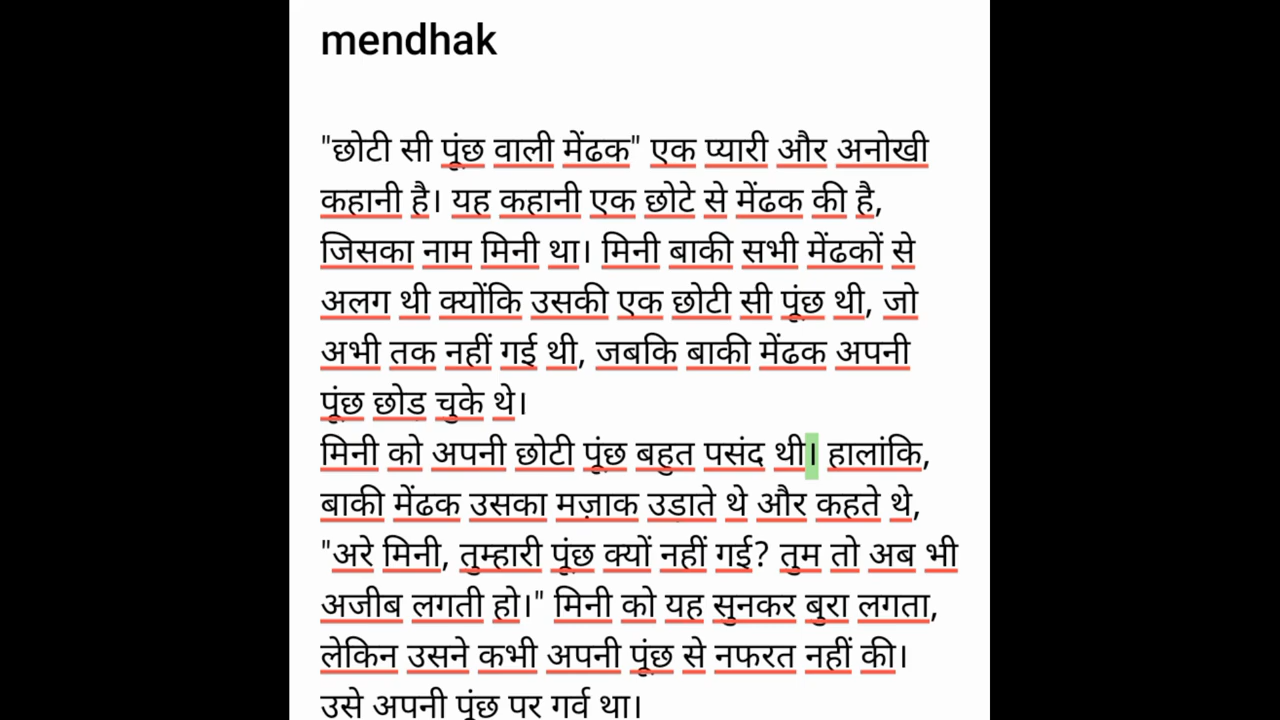 mendhak
"छोटी सी पूंछ वाली मेंढक" एक प्यारी और अनोखी
कहानी है। यह कहानी एक छोटे से मेंढक की है,
जिसका नाम मिनी था। मिनी बाकी सभी मेंढकों से
अलग थी क्योंकि उसकी एक छोटी सी पूंछ थी, जो
अभी तक नहीं गई थी, जबकि बाकी मेंढक अपनी
पूंछ छोड़ चुके थे।
मिनी को अपनी छोटी पूंछ बहुत पसंद थी। हालांकि,
बाकी मेंढक उसका मज़ाक उड़ाते थे और कहते थे,
"अरे मिनी, तुम्हारी पूंछ क्यों नहीं गई? तुम तो अब भी
अजीब लगती हो।" मिनी को यह सुनकर बुरा लगता,
लेकिन उसने कभी अपनी पूंछ से नफरत नहीं की।
उसे अपनी पूंछ पर गर्व था।